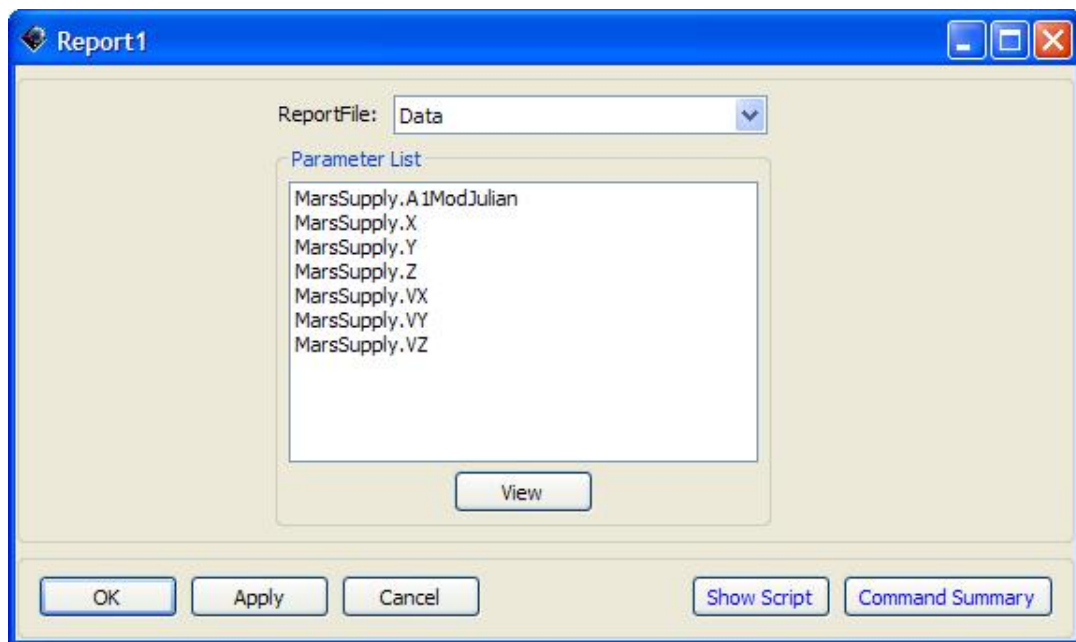 Report1
ReportFile: Data
Parameter List
MarsSupply.A1ModJulian
MarsSupply.X
MarsSupply.Y
MarsSupply.Z
MarsSupply.VX
MarsSupply.VY
MarsSupply.VZ
View
OK Apply Cancel Show Script Command Summary